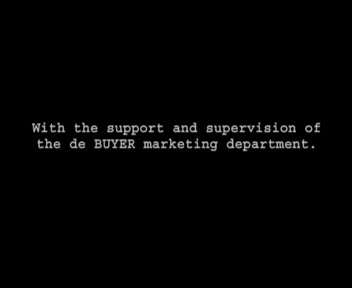 With the support and supervision of
the de BUYER marketing department.